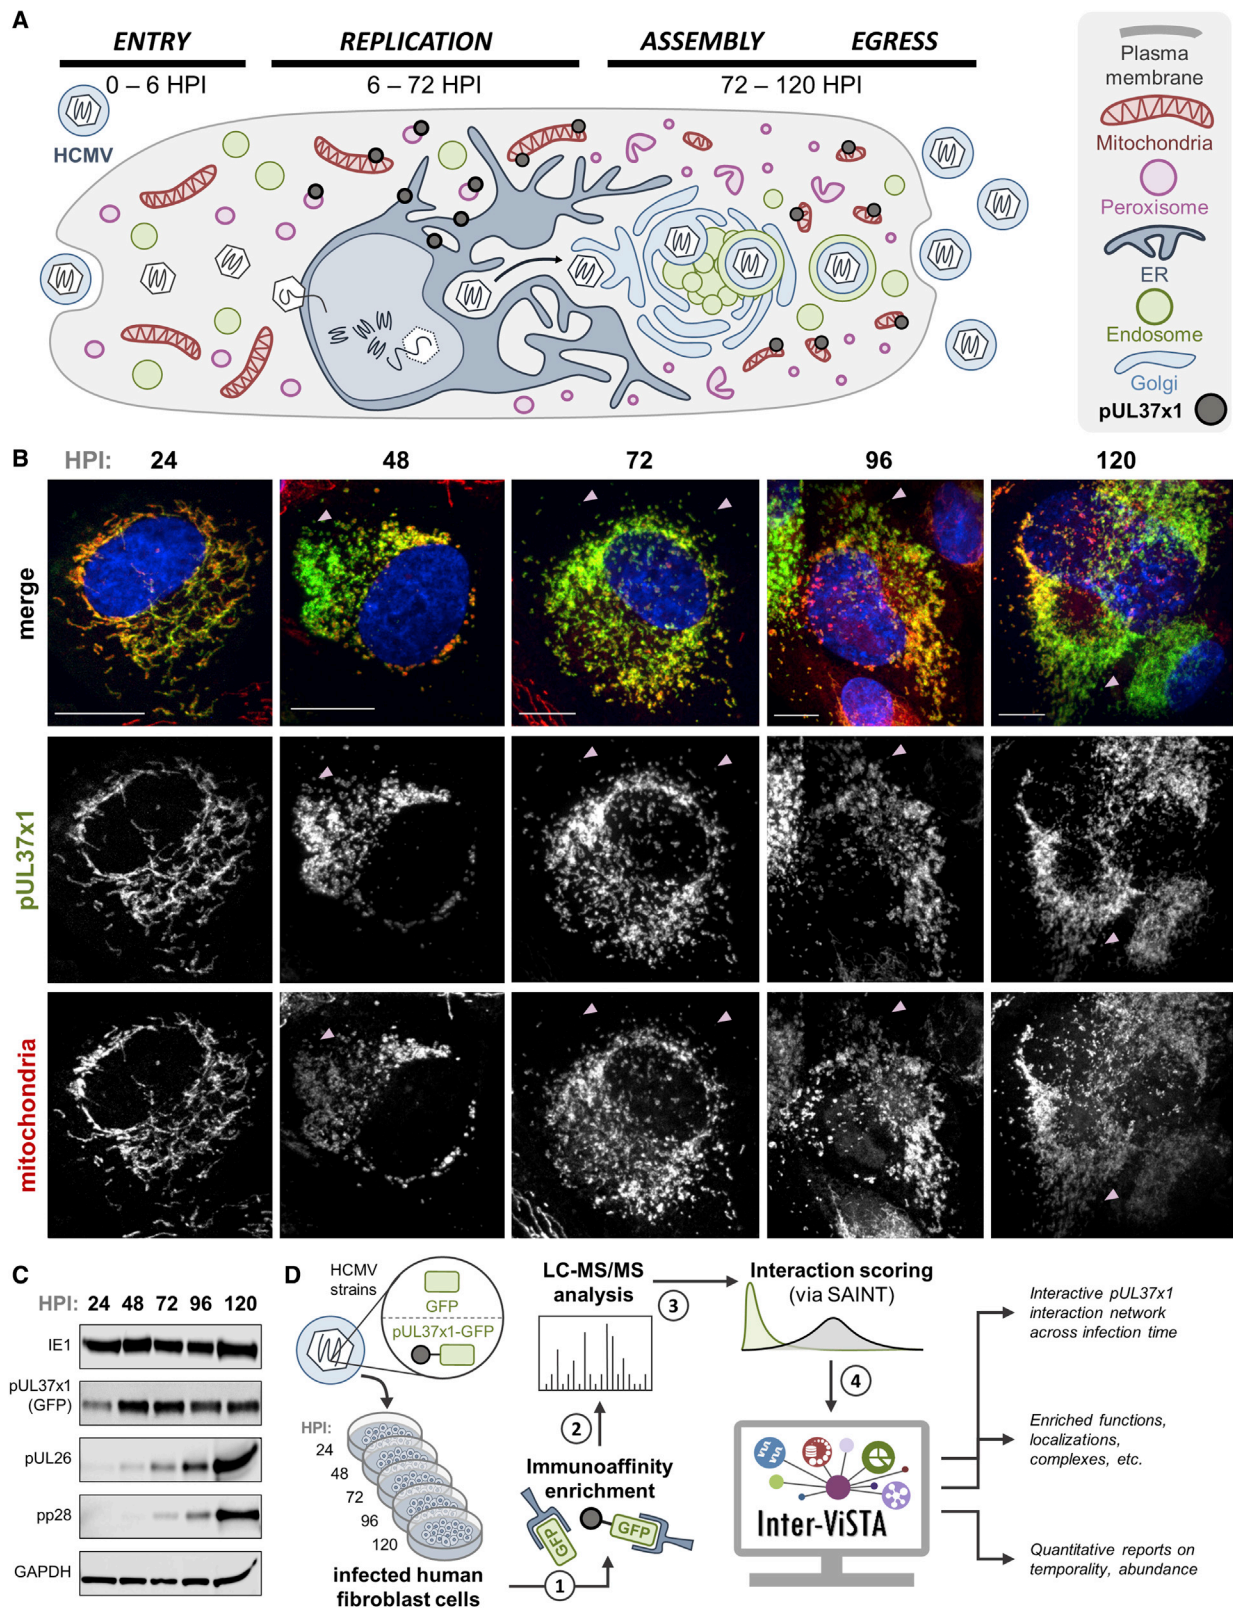 A
ENTRY
REPLICATION
ASSEMBLY
EGRESS
0 – 6 HPI
6 – 72 HPI
72 – 120 HPI
HCMV
Plasma
membrane
Mitochondria
Peroxisome
ER
Endosome
Golgi
pUL37x1
B
HPI: 24 48 72 96 120
merge
pUL37x1
mitochondria
C
HPI: 24 48 72 96 120
IE1
pUL37x1
(GFP)
pUL26
pp28
GAPDH
D
HCMV
strains
GFP
pUL37x1-GFP
HPI:
24
48
72
96
120
infected human
fibroblast cells
1
Immunoaffinity
enrichment
GFP
GFP
2
LC-MS/MS
analysis
3
Interaction scoring
(via SAINT)
4
Inter-ViSTA
Interactive pUL37x1
interaction network
across infection time
Enriched functions,
localizations,
complexes, etc.
Quantitative reports on
temporality, abundance